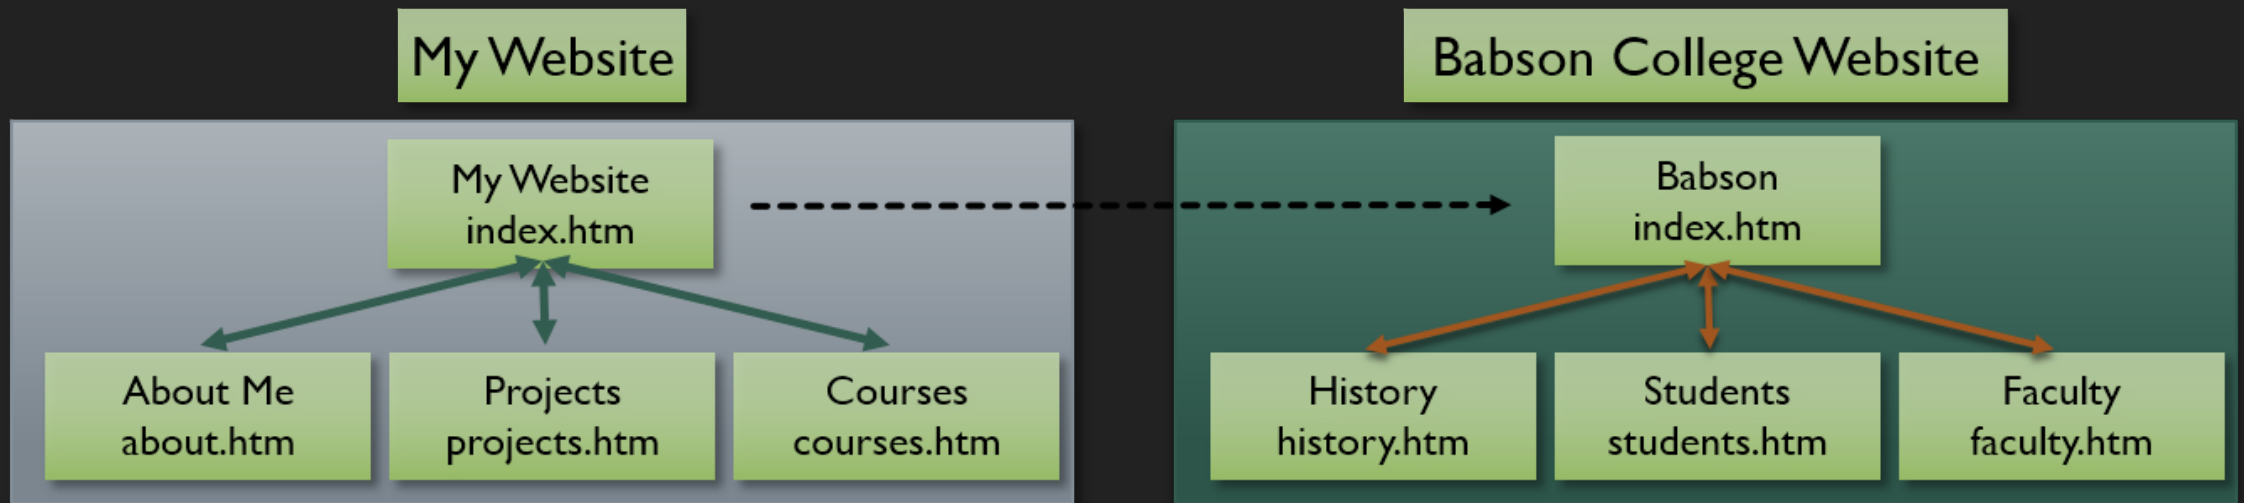 My Website
Babson College Website
My Website
index.htm
Babson
index.htm
About Me
about.htm
Projects
projects.htm
Courses
courses.htm
History
history.htm
Students
students.htm
Faculty
faculty.htm